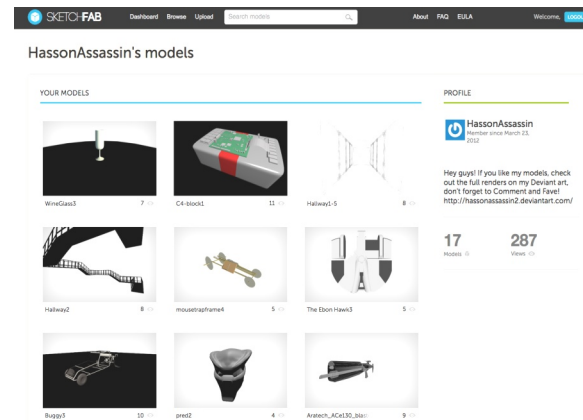 SKETCHFAB
Dashboard Browse Upload Search models About FAQ EULA Welcome, LOGOUT
HassonAssassin's models
YOUR MODELS
WineGlass3 7
C4-block1 11
Hallway1-5 8
Hallway2 8
mousetrapframe4 5
The Ebon Hawk3 5
Buggy3 10
pred2 4
Aratech_ACe130_blas 9
PROFILE
HassonAssassin
Member since March 23,
2012
Hey guys! If you like my models, check
out the full renders on my Deviant art,
don't forget to Comment and Fave!
http://hassonassassin2.deviantart.com/
17 287
Models Views